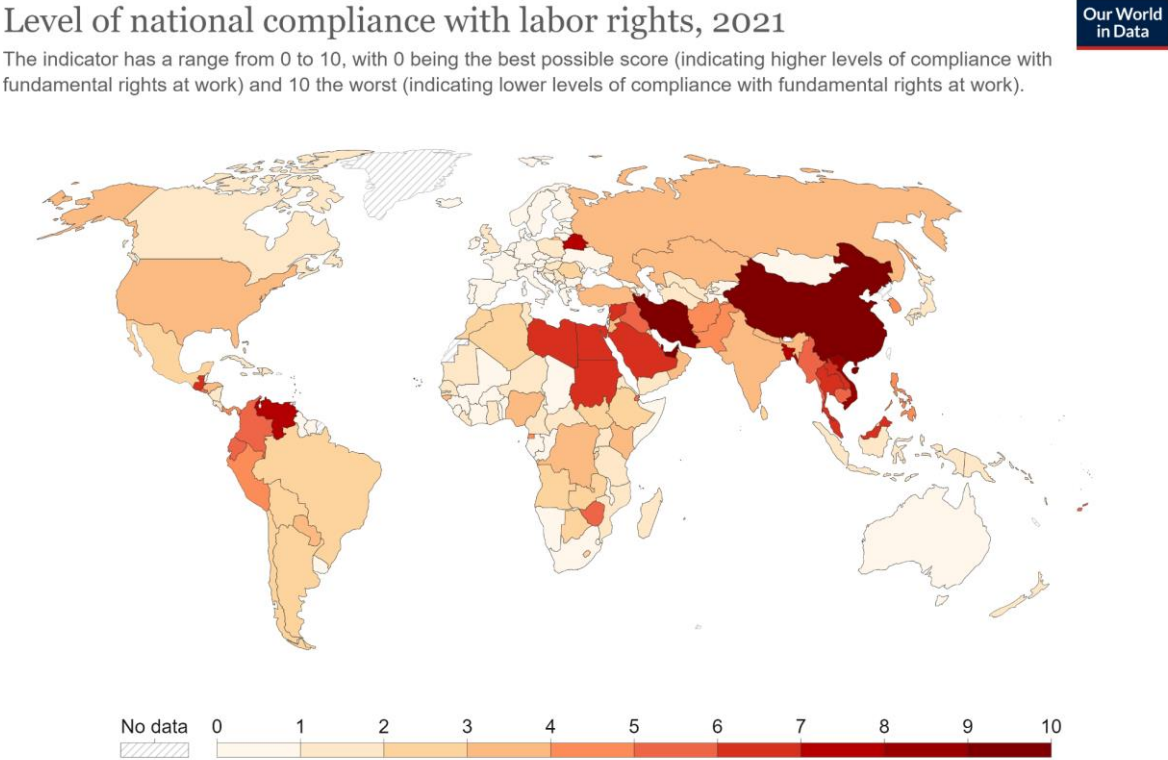 Level of national compliance with labor rights, 2021
Our World
in Data
The indicator has a range from 0 to 10, with 0 being the best possible score (indicating higher levels of compliance with
fundamental rights at work) and 10 the worst (indicating lower levels of compliance with fundamental rights at work).
No data 0 1 2 3 4 5 6 7 8 9 10